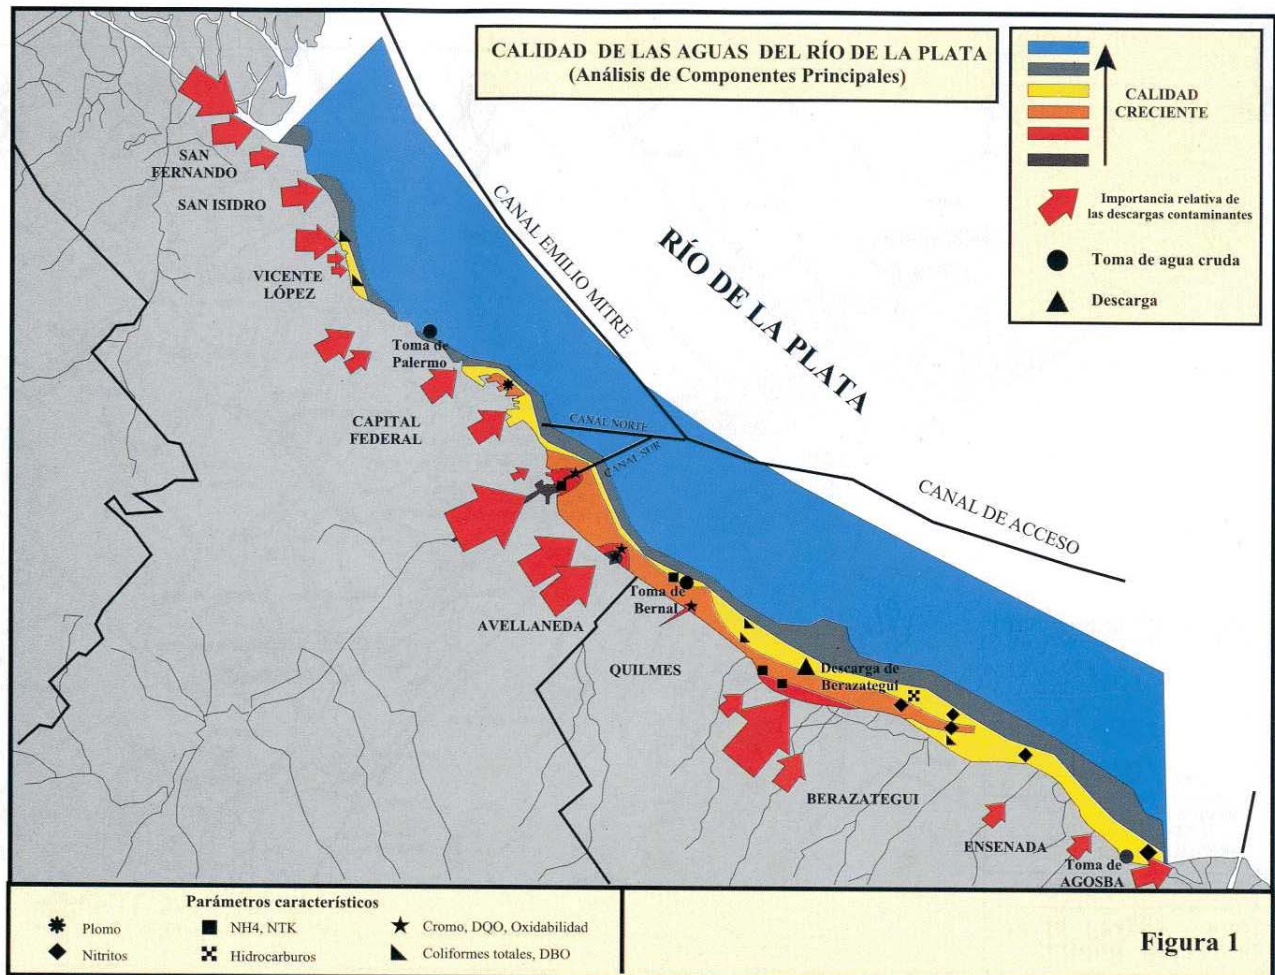 CALIDAD DE LAS AGUAS DEL RÍO DE LA PLATA
(Análisis de Componentes Principales)
CALIDAD
CRECIENTE
Importancia relativa de
las descargas contaminantes
Toma de agua cruda
Descarga
SAN
FERNANDO
SAN ISIDRO
VICENTE
LÓPEZ
CANAL EMILIO MITRE
RÍO DE LA PLATA
Toma de
Palermo
CAPITAL
FEDERAL
CANAL NORTE
CANAL SUR
CANAL DE ACCESO
Toma de
Bernal
AVELLANEDA
QUILMES
Descarga de
Berazategui
BERAZATEGUI
ENSENADA
Toma de
AGOSBA
Parámetros característicos
Plomo
NH4, NTK
Cromo, DQO, Oxidabilidad
Nitritos
Hidrocarburos
Coliformes totales, DBO
Figura 1